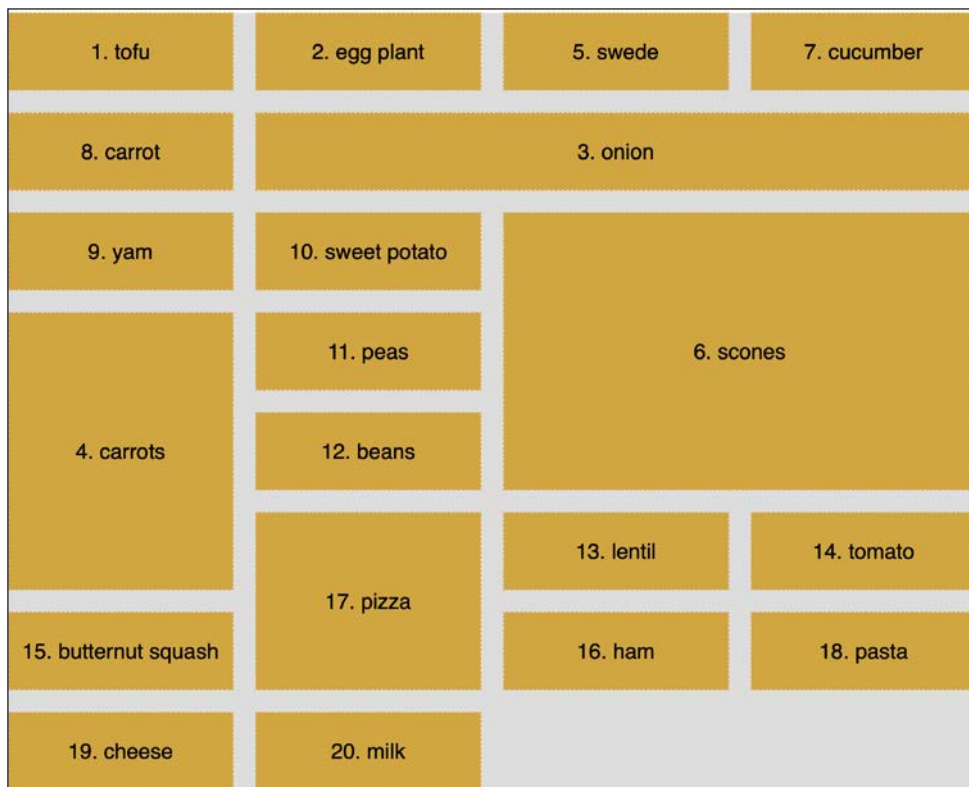 1. tofu
2. egg plant
5. swede
7. cucumber
8. carrot
3. onion
9. yam
10. sweet potato
6. scones
11. peas
4. carrots
12. beans
13. lentil
14. tomato
17. pizza
15. butternut squash
16. ham
18. pasta
19. cheese
20. milk